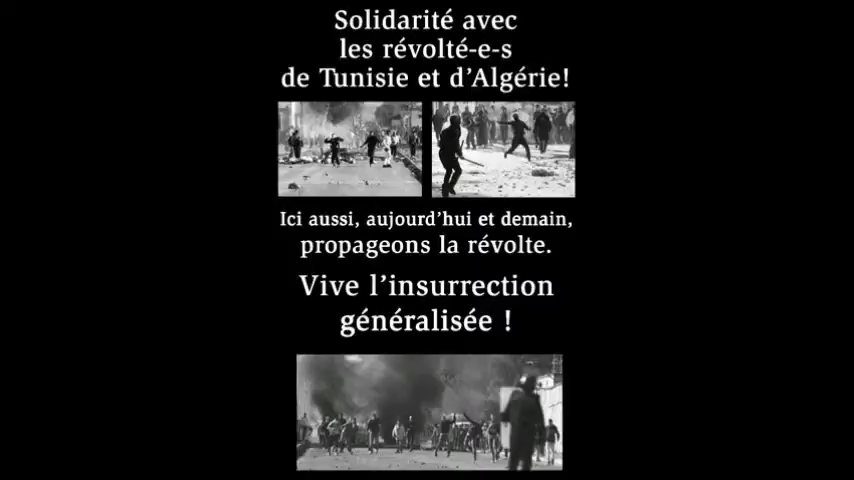 Solidarité avec
les révolté-e-s
de Tunisie et d'Algérie!
Ici aussi, aujourd'hui et demain,
propageons la révolte.
Vive l'insurrection
généralisée !